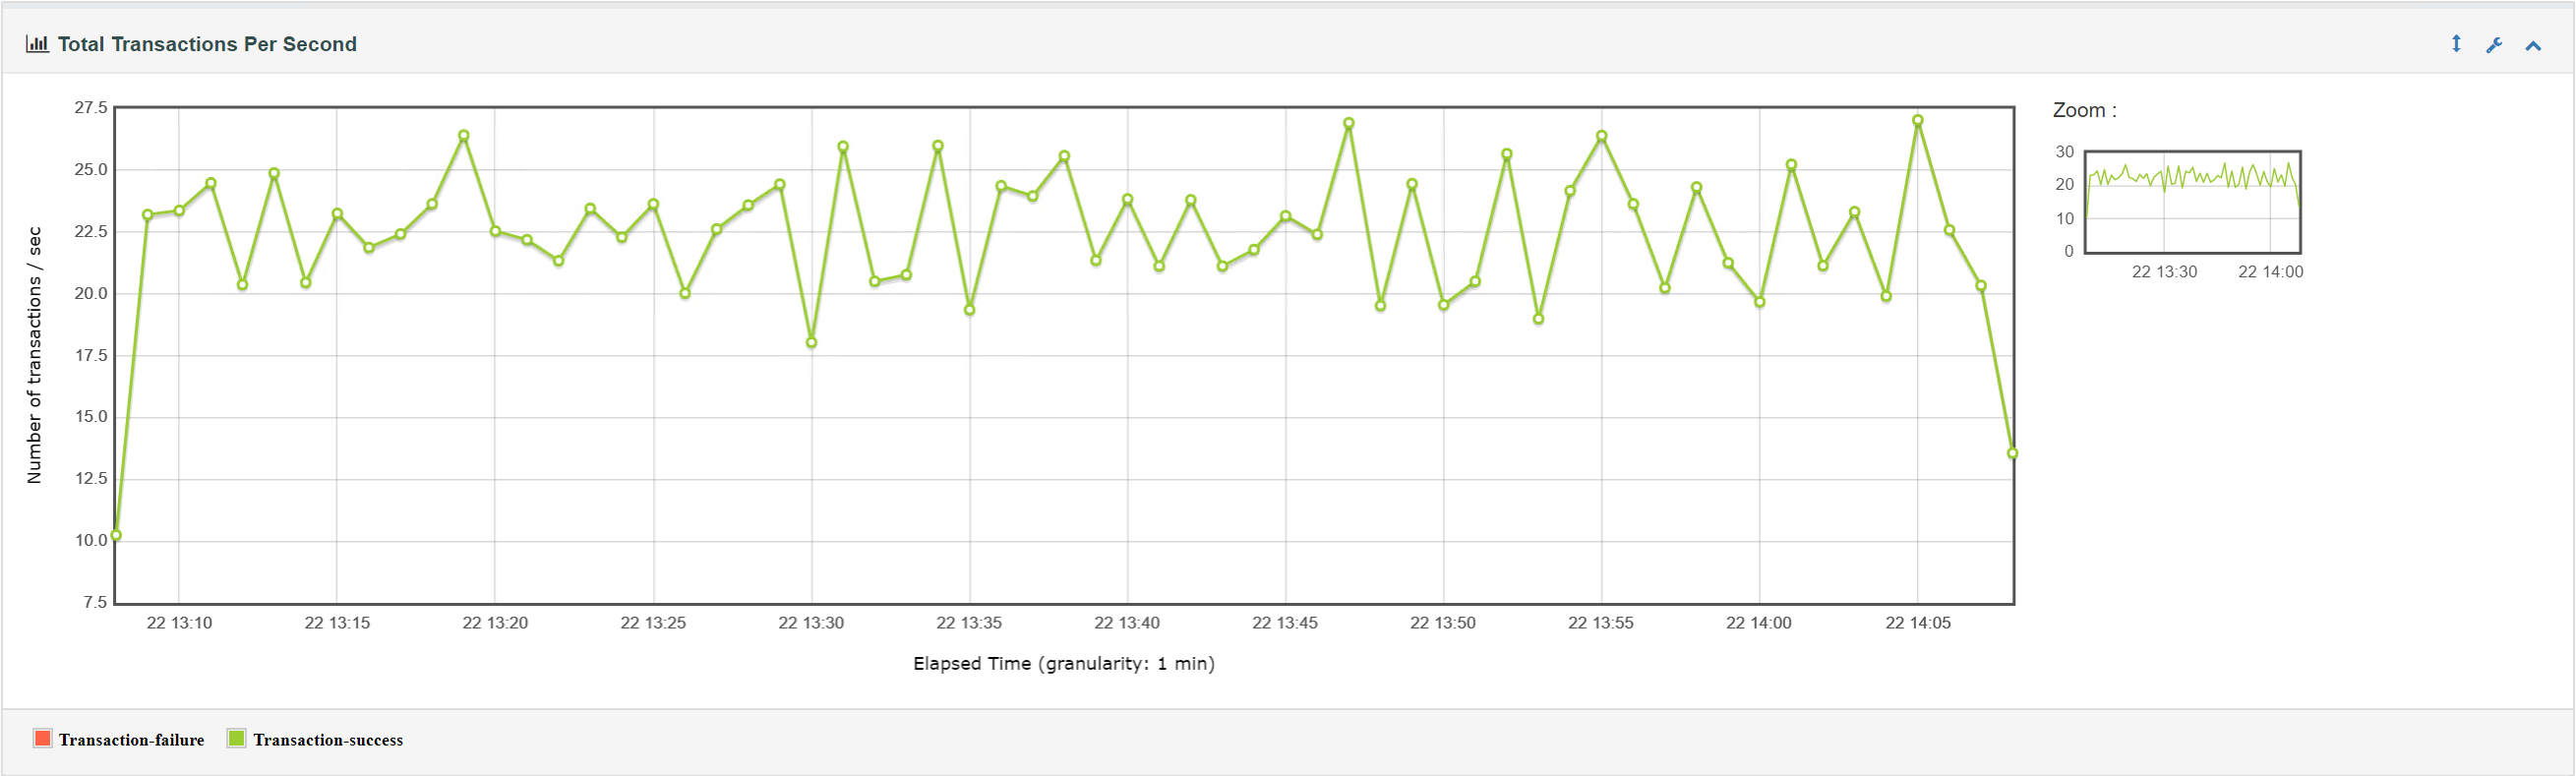 Total Transactions Per Second
Number of transactions / sec
27.5
25.0
22.5
20.0
17.5
15.0
12.5
10.0
7.5
22 13:10 22 13:15 22 13:20 22 13:25 22 13:30 22 13:35 22 13:40 22 13:45 22 13:50 22 13:55 22 14:00 22 14:05
Elapsed Time (granularity: 1 min)
Zoom :
30
20
10
0
22 13:30 22 14:00
Transaction-failure Transaction-success